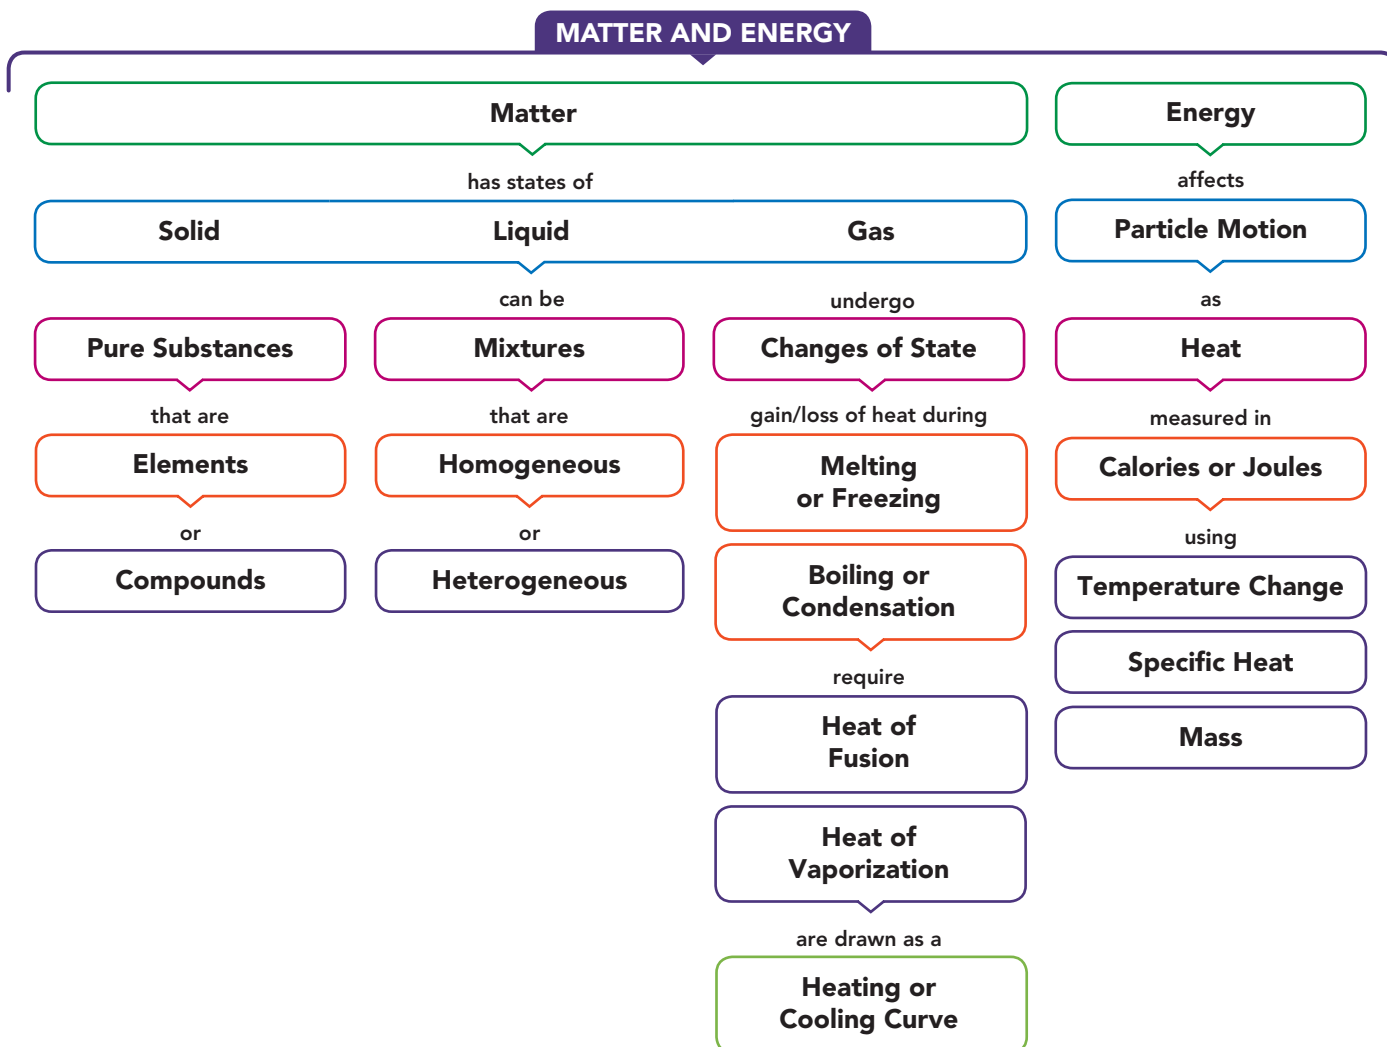 MATTER AND ENERGY
Matter
Energy
has states of
affects
Solid
Liquid
Gas
Particle Motion
can be
undergo
as
Pure Substances
Mixtures
Changes of State
Heat
that are
that are
gain/loss of heat during
measured in
Elements
Homogeneous
Melting
or Freezing
Calories or Joules
or
or
using
Compounds
Heterogeneous
Boiling or
Condensation
Temperature Change
require
Specific Heat
Heat of
Fusion
Mass
Heat of
Vaporization
are drawn as a
Heating or
Cooling Curve